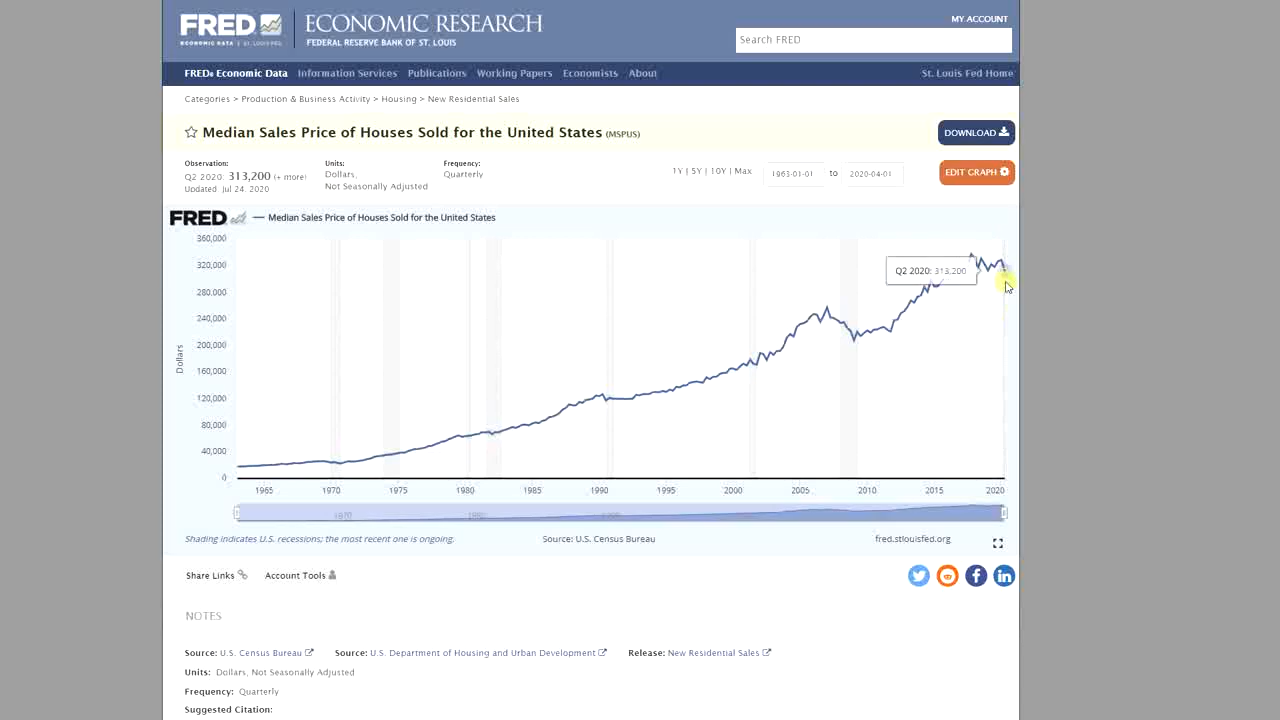 FRED
ECONOMIC DATA | ST. LOUIS FED
ECONOMIC RESEARCH
FEDERAL RESERVE BANK OF ST. LOUIS
MY ACCOUNT
Search FRED
FRED® Economic Data Information Services Publications Working Papers Economists About St. Louis Fed Home
Categories > Production & Business Activity > Housing > New Residential Sales
Median Sales Price of Houses Sold for the United States (MSPUS)
DOWNLOAD
Observation:
Q2 2020: 313,200 (+ more)
Updated: Jul 24, 2020
Units:
Dollars,
Not Seasonally Adjusted
Frequency:
Quarterly
1Y | 5Y | 10Y | Max
1963-01-01 to 2020-04-01
EDIT GRAPH
FRED — Median Sales Price of Houses Sold for the United States
360,000
320,000
280,000
240,000
200,000
160,000
120,000
80,000
40,000
0
Dollars
Q2 2020: 313,200
1965 1970 1975 1980 1985 1990 1995 2000 2005 2010 2015 2020
1970
Shading indicates U.S. recessions; the most recent one is ongoing.
Source: U.S. Census Bureau
fred.stlouisfed.org
Share Links
Account Tools
NOTES
Source: U.S. Census Bureau Source: U.S. Department of Housing and Urban Development Release: New Residential Sales
Units: Dollars, Not Seasonally Adjusted
Frequency: Quarterly
Suggested Citation: